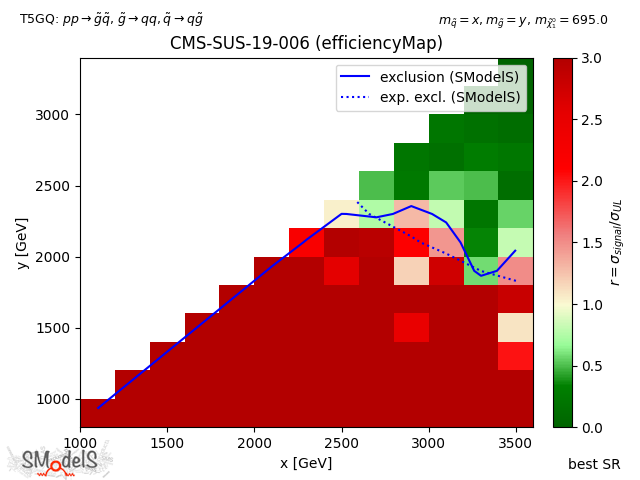 T5GQ: pp → g̃q̃, g̃ → qq, q̃ → qg̃
m_q̃ = x, m_g̃ = y, m_χ̃₁⁰ = 695.0
CMS-SUS-19-006 (efficiencyMap)
exclusion (SModelS)
exp. excl. (SModelS)
y [GeV]
3000
2500
2000
1500
1000
1000 1500 2000 2500 3000 3500
x [GeV]
3.0
2.5
2.0
1.5
1.0
0.5
0.0
r = σ_signal/σ_UL
best SR
SModelS